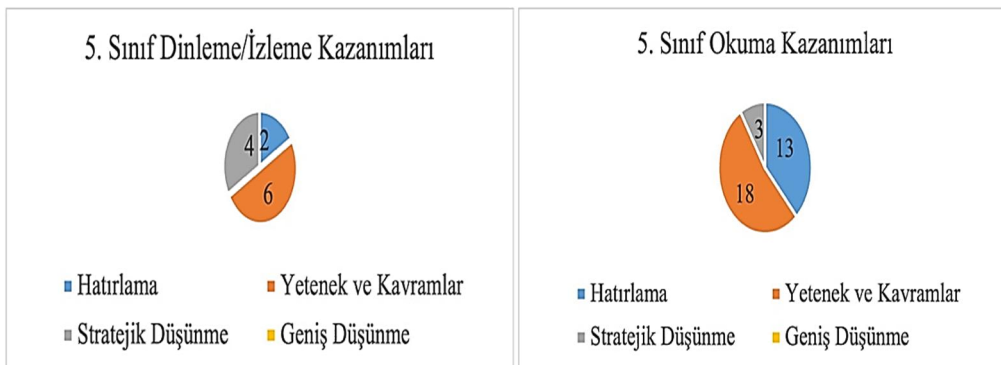 5. Sınıf Dinleme/İzleme Kazanımları
4
2
6
Hatırlama
Yetenek ve Kavramlar
Stratejik Düşünme
Geniş Düşünme
5. Sınıf Okuma Kazanımları
3
13
18
Hatırlama
Yetenek ve Kavramlar
Stratejik Düşünme
Geniş Düşünme